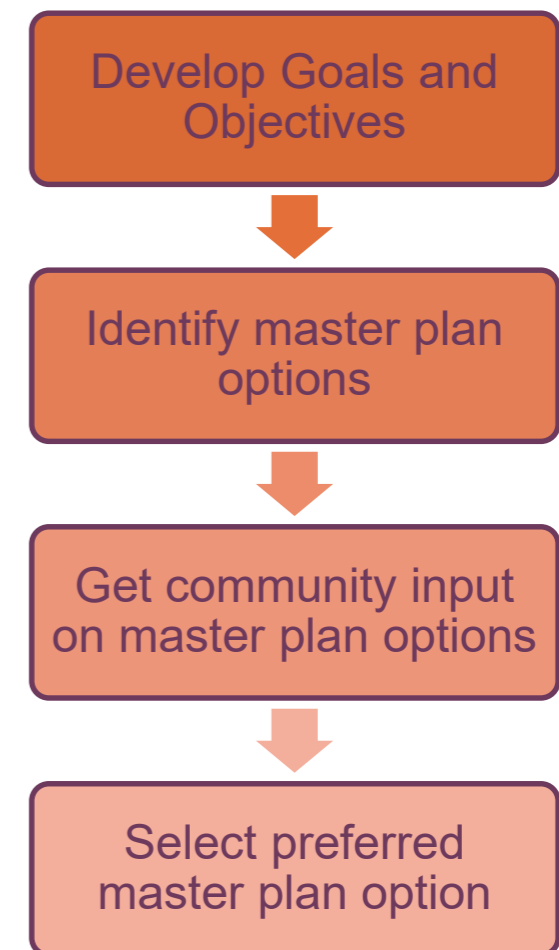 Develop Goals and
Objectives
Identify master plan
options
Get community input
on master plan options
Select preferred
master plan option